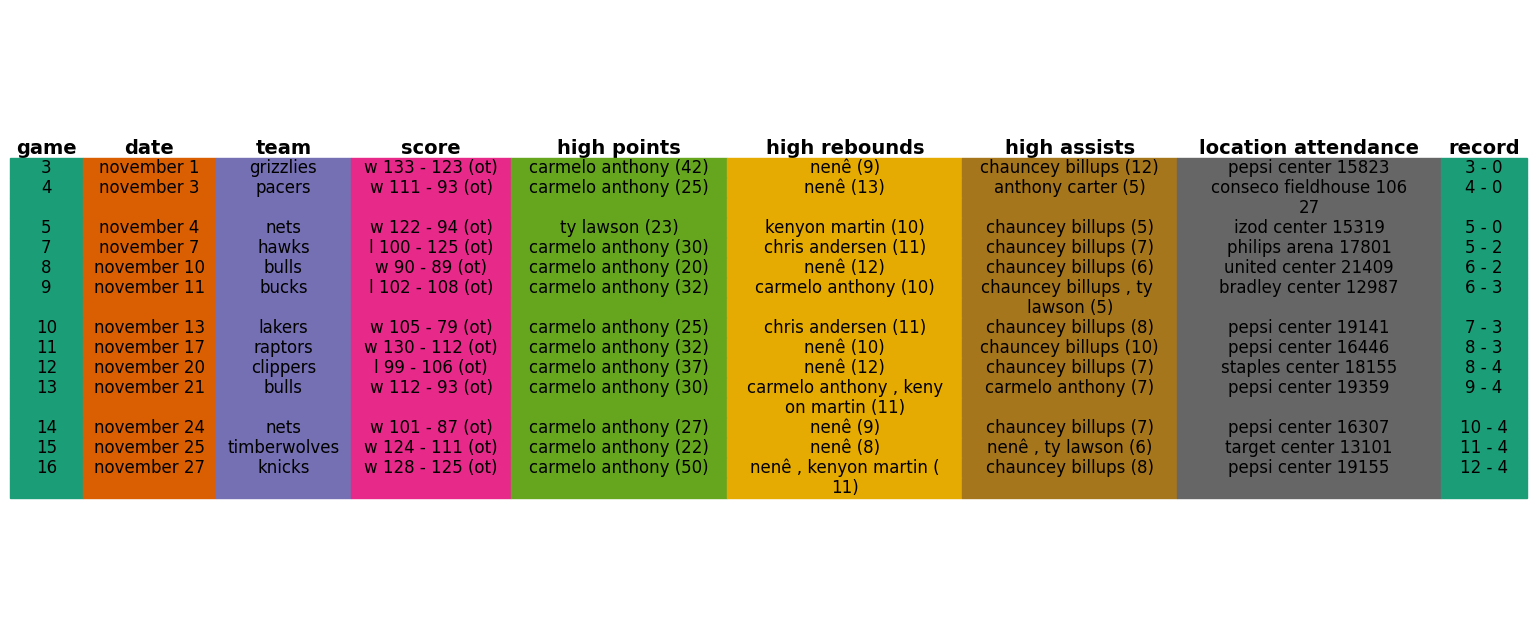 game date team score high points high rebounds high assists location attendance record
3 november 1 grizzlies w 133 - 123 (ot) carmelo anthony (42) nenê (9) chauncey billups (12) pepsi center 15823 3 - 0
4 november 3 pacers w 111 - 93 (ot) carmelo anthony (25) nenê (13) anthony carter (5) conseco fieldhouse 106 4 - 0
27
5 november 4 nets w 122 - 94 (ot) ty lawson (23) kenyon martin (10) chauncey billups (5) izod center 15319 5 - 0
7 november 7 hawks l 100 - 125 (ot) carmelo anthony (30) chris andersen (11) chauncey billups (7) philips arena 17801 5 - 2
8 november 10 bulls w 90 - 89 (ot) carmelo anthony (20) nenê (12) chauncey billups (6) united center 21409 6 - 2
9 november 11 bucks l 102 - 108 (ot) carmelo anthony (32) carmelo anthony (10) chauncey billups , ty bradley center 12987 6 - 3
lawson (5)
10 november 13 lakers w 105 - 79 (ot) carmelo anthony (25) chris andersen (11) chauncey billups (8) pepsi center 19141 7 - 3
11 november 17 raptors w 130 - 112 (ot) carmelo anthony (32) nenê (10) chauncey billups (10) pepsi center 16446 8 - 3
12 november 20 clippers l 99 - 106 (ot) carmelo anthony (37) nenê (12) chauncey billups (7) staples center 18155 8 - 4
13 november 21 bulls w 112 - 93 (ot) carmelo anthony (30) carmelo anthony , keny carmelo anthony (7) pepsi center 19359 9 - 4
on martin (11)
14 november 24 nets w 101 - 87 (ot) carmelo anthony (27) nenê (9) chauncey billups (7) pepsi center 16307 10 - 4
15 november 25 timberwolves w 124 - 111 (ot) carmelo anthony (22) nenê (8) nenê , ty lawson (6) target center 13101 11 - 4
16 november 27 knicks w 128 - 125 (ot) carmelo anthony (50) nenê , kenyon martin ( chauncey billups (8) pepsi center 19155 12 - 4
11)